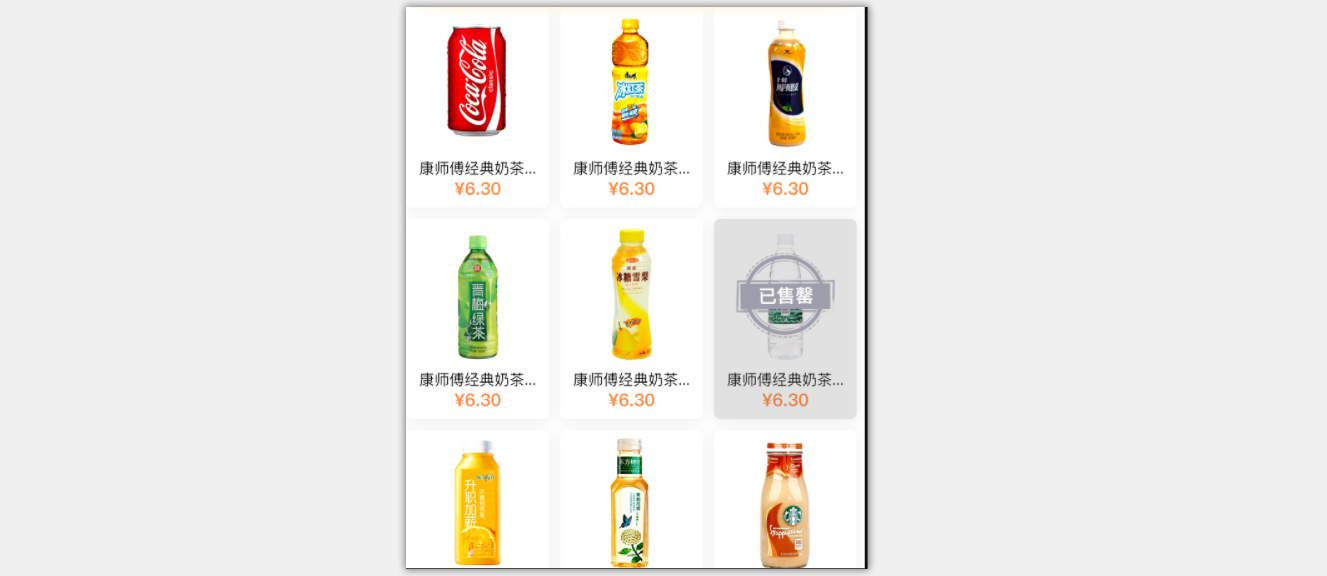 Coca-Cola
classic
冰红茶
康师傅经典奶茶...
康师傅经典奶茶...
康师傅经典奶茶...
¥6.30
¥6.30
¥6.30
青梅绿茶
冰糖雪梨
已售罄
康师傅经典奶茶...
康师傅经典奶茶...
康师傅经典奶茶...
¥6.30
¥6.30
¥6.30
升职加薪
东方树叶
Frappuccino